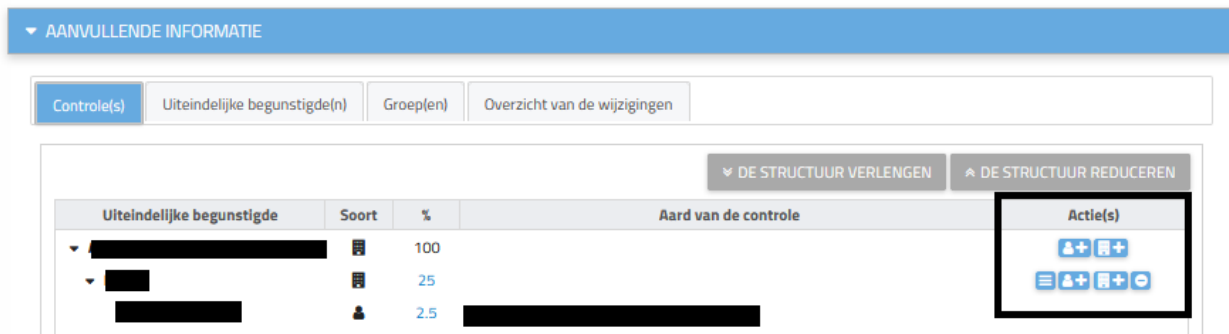 AANVULLENDE INFORMATIE
Controle(s) Uiteindelijke begunstigde(n) Groep(en) Overzicht van de wijzigingen
DE STRUCTUUR VERLENGEN DE STRUCTUUR REDUCEREN
Uiteindelijke begunstigde Soort % Aard van de controle Actie(s)
100
25
2.5